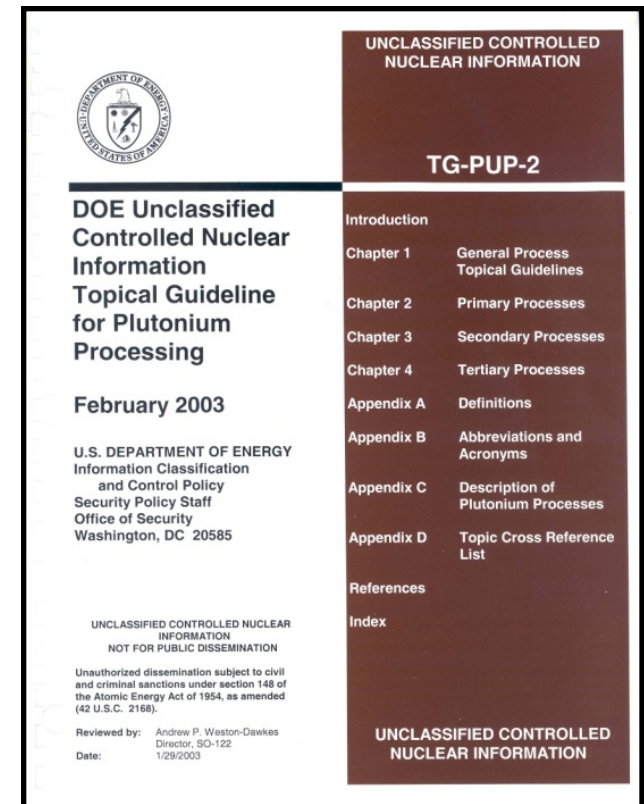 DEPARTMENT OF ENERGY
UNITED STATES OF AMERICA
UNCLASSIFIED CONTROLLED
NUCLEAR INFORMATION
TG-PUP-2
DOE Unclassified
Controlled Nuclear
Information
Topical Guideline
for Plutonium
Processing
February 2003
U.S. DEPARTMENT OF ENERGY
Information Classification
and Control Policy
Security Policy Staff
Office of Security
Washington, DC 20585
UNCLASSIFIED CONTROLLED NUCLEAR
INFORMATION
NOT FOR PUBLIC DISSEMINATION
Unauthorized dissemination subject to civil
and criminal sanctions under section 148 of
the Atomic Energy Act of 1954, as amended
(42 U.S.C. 2168).
Reviewed by: Andrew P. Weston-Dawkes
Director, SO-122
Date: 1/29/2003
Introduction
Chapter 1 General Process
Topical Guidelines
Chapter 2 Primary Processes
Chapter 3 Secondary Processes
Chapter 4 Tertiary Processes
Appendix A Definitions
Appendix B Abbreviations and
Acronyms
Appendix C Description of
Plutonium Processes
Appendix D Topic Cross Reference
List
References
Index
UNCLASSIFIED CONTROLLED
NUCLEAR INFORMATION